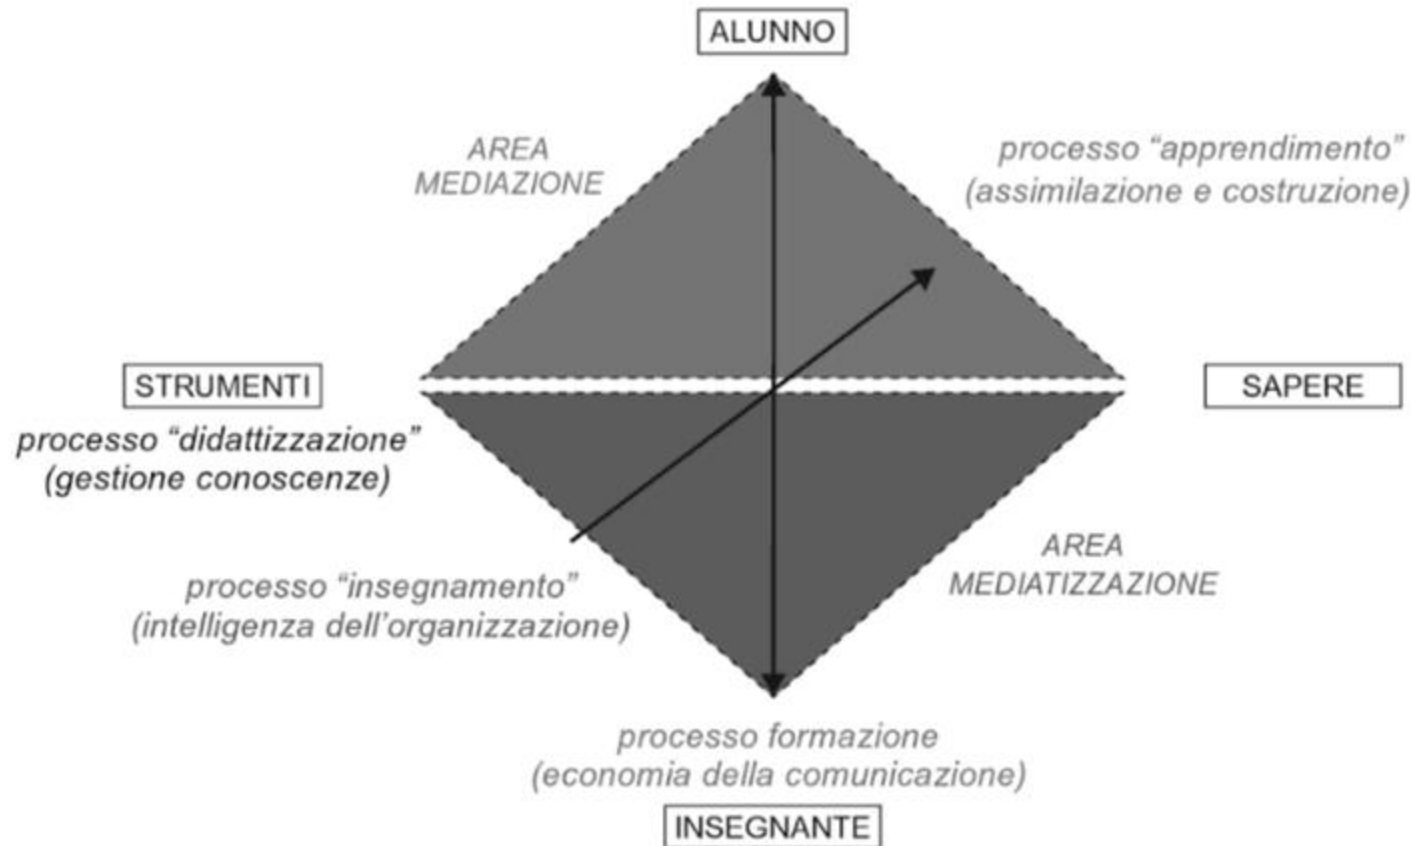 ALUNNO
AREA
MEDIAZIONE
processo “apprendimento”
(assimilazione e costruzione)
STRUMENTI
SAPERE
processo “didattizzazione”
(gestione conoscenze)
AREA
MEDIATIZZAZIONE
processo “insegnamento”
(intelligenza dell’organizzazione)
processo formazione
(economia della comunicazione)
INSEGNANTE